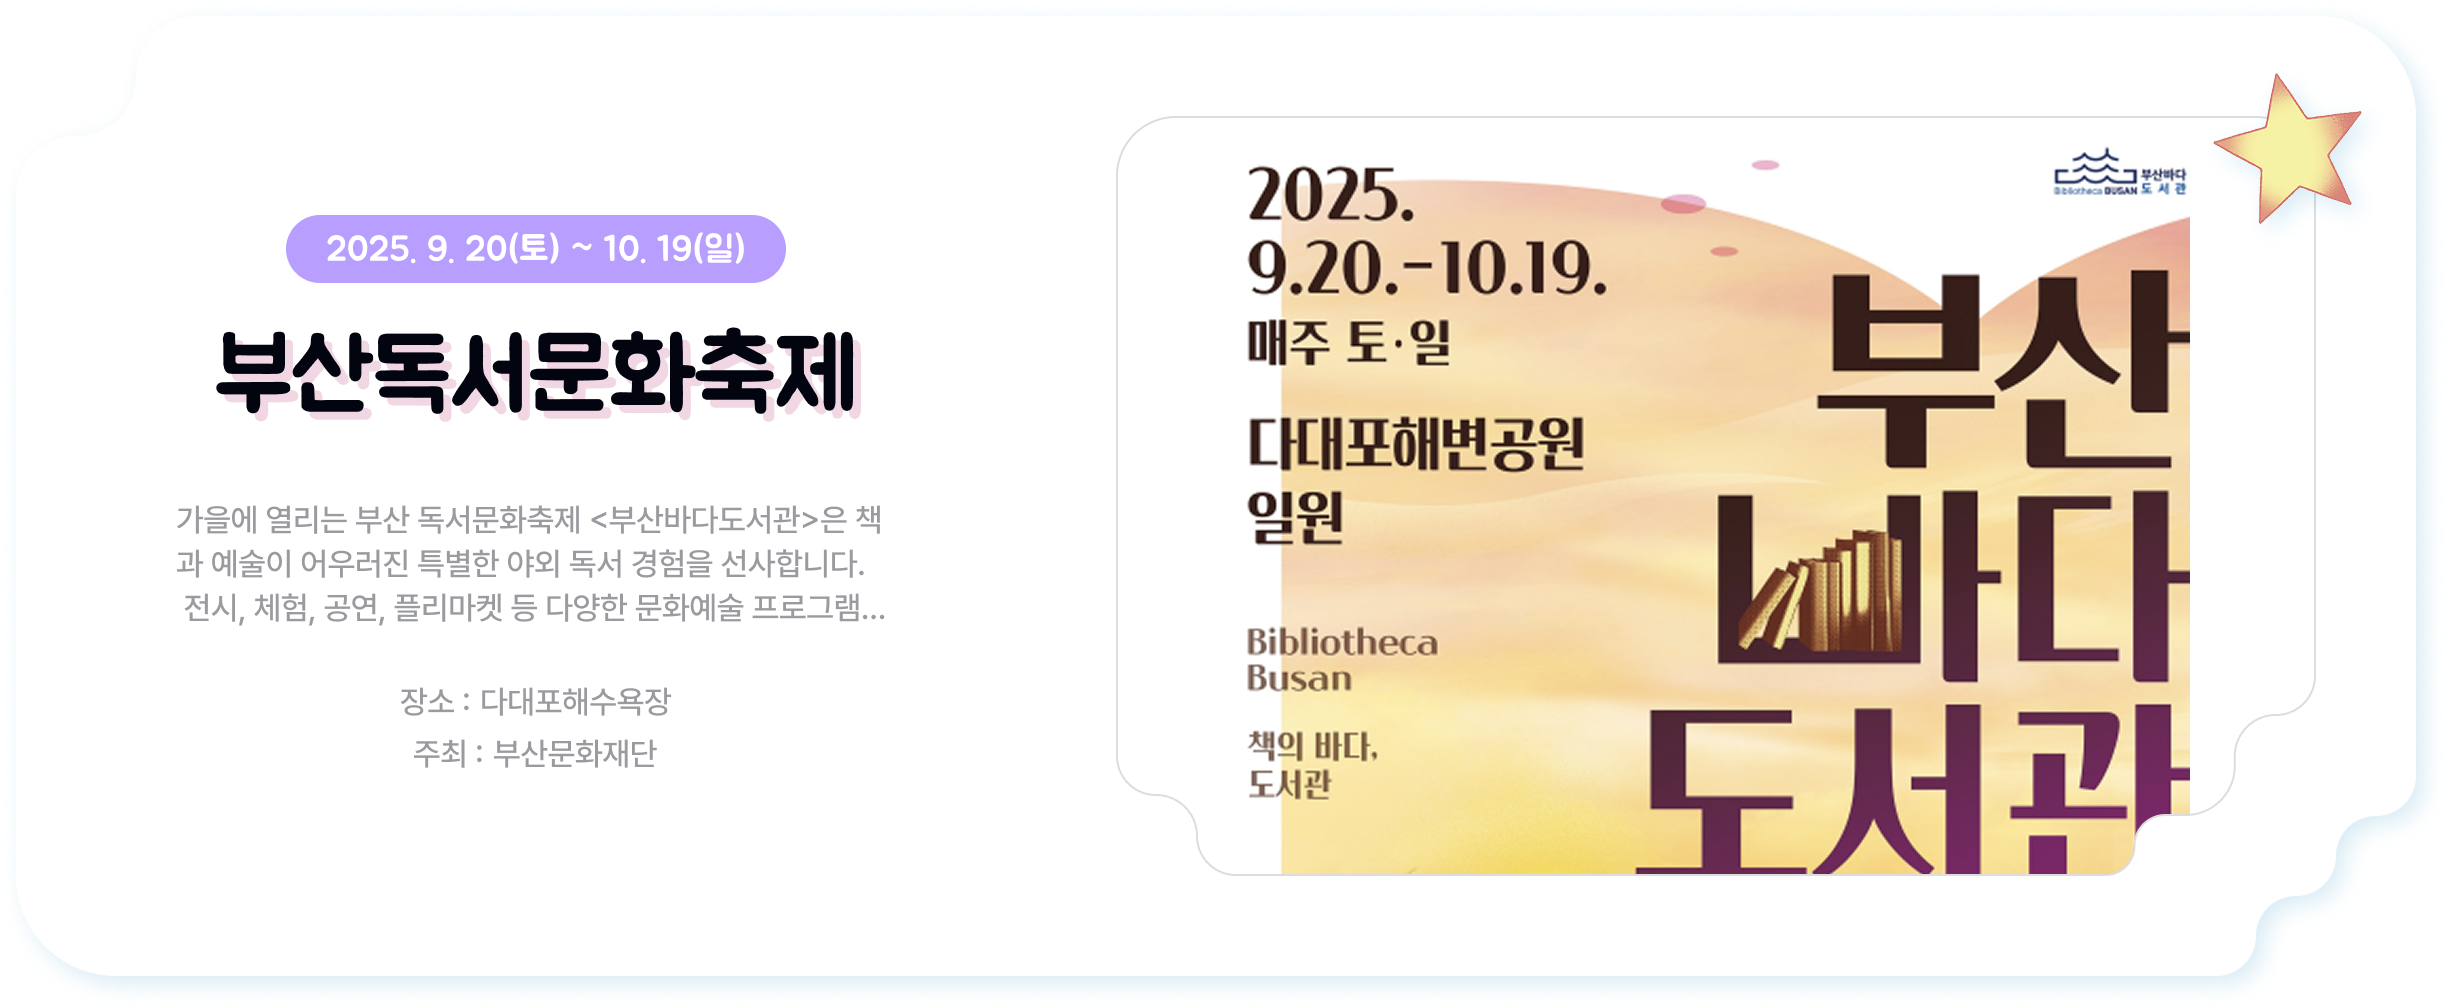 2025. 9. 20(토) ~ 10. 19(일)
부산독서문화축제
가을에 열리는 부산 독서문화축제 <부산바다도서관>은 책
과 예술이 어우러진 특별한 야외 독서 경험을 선사합니다.
전시, 체험, 공연, 플리마켓 등 다양한 문화예술 프로그램...
장소 : 다대포해수욕장
주최 : 부산문화재단
2025.
9.20.-10.19.
매주 토·일
다대포해변공원
일원
Bibliotheca
Busan
책의 바다,
도서관
Bibliotheca BUSAN 부산바다
도서관
부산
바다
도서관